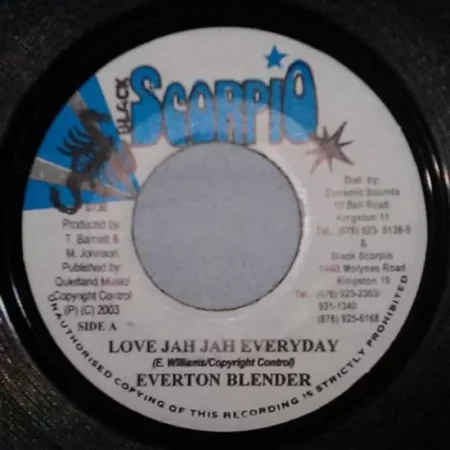 BLACK
SCORPIO
Produced by:
T. Barnett &
M. Johnson
Published by:
Quietland Music/
Copyright Control
(P) (C) 2003
SIDE A
Dist. by:
Dynamic Sounds
15 Bell Road
Kingston 11
Tel. (876) 923- 9138-9
&
Black Scorpio
144B Molynes Road
Kingston 19
Tel. (876) 925-2363/
931-1340
(876) 925-6168
LOVE JAH JAH EVERYDAY
(E. Williams/Copyright Control)
EVERTON BLENDER
UNAUTHORISED COPYING OF THIS RECORDING IS STRICTLY PROHIBITED